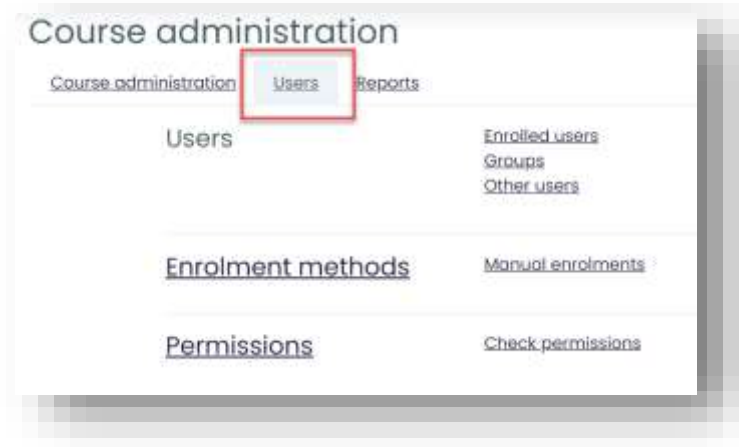 Course administration
Course administration Users Reports
Users Enrolled users
Groups
Other users
Enrolment methods Manual enrolments
Permissions Check permissions